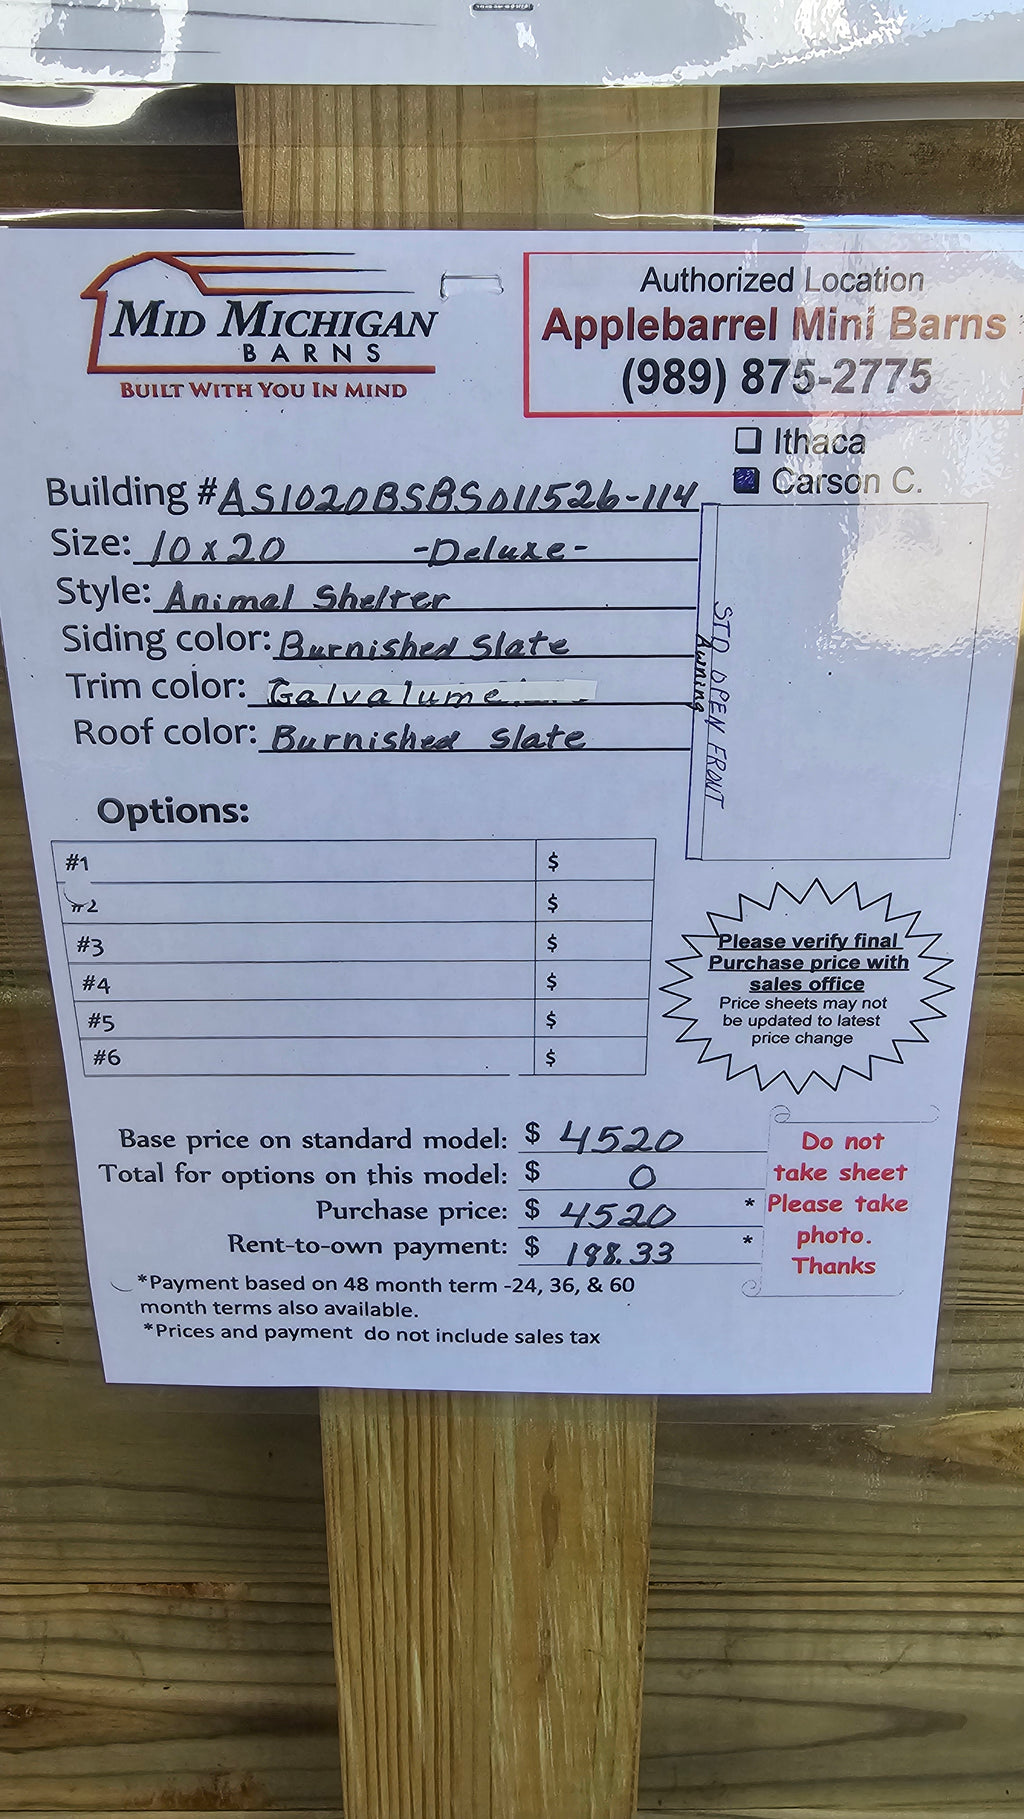 MID MICHIGAN
BARNS
BUILT WITH YOU IN MIND
Authorized Location
Applebarrel Mini Barns
(989) 875-2775
Ithaca
Carson C.
Building # AS1020BSBS011526-114
Size: 10 x 20 -Deluxe-
Style: Animal Shelter
Siding color: Burnished Slate
Trim color: Galvalume
Roof color: Burnished Slate
STD OPEN FRONT
Awning
Options:
#1 $
#2 $
#3 $
#4 $
#5 $
#6 $
Please verify final
Purchase price with
sales office
Price sheets may not
be updated to latest
price change
Base price on standard model: $ 4520
Total for options on this model: $ 0
Purchase price: $ 4520 *
Rent-to-own payment: $ 188.33 *
Do not
take sheet
Please take
photo.
Thanks
*Payment based on 48 month term -24, 36, & 60
month terms also available.
*Prices and payment do not include sales tax